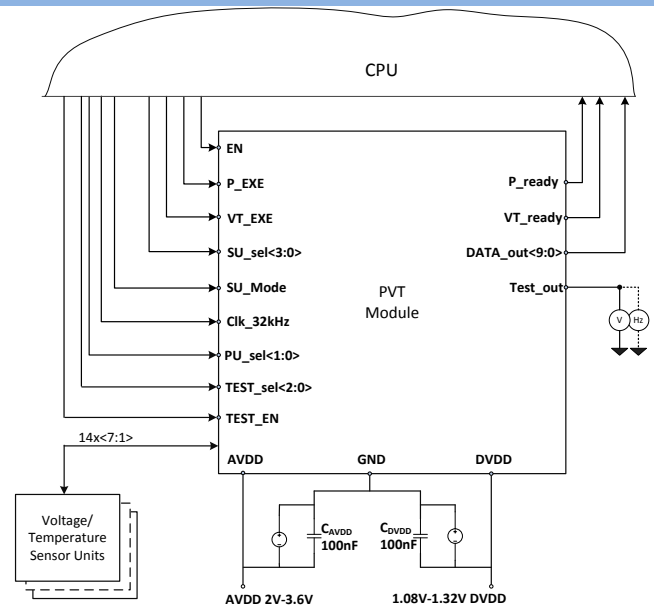 CPU
EN
P_EXE
VT_EXE
SU_sel<3:0>
SU_Mode
Clk_32kHz
PU_sel<1:0>
TEST_sel<2:0>
TEST_EN
P_ready
VT_ready
DATA_out<9:0>
Test_out
PVT
Module
V
Hz
14x<7:1>
AVDD
GND
DVDD
Voltage/
Temperature
Sensor Units
CAVDD
100nF
CDVDD
100nF
AVDD 2V-3.6V
1.08V-1.32V DVDD